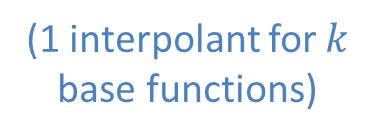 (1 interpolant for k
base functions)